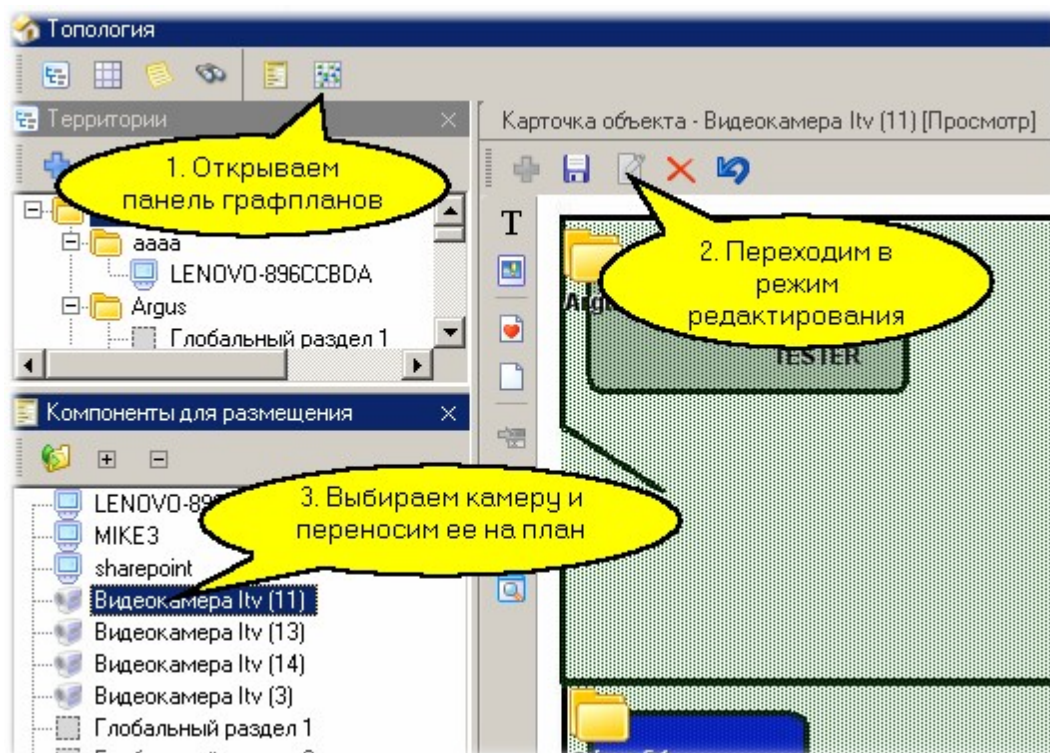 Топология
Территории
Карточка объекта - Видеокамера Itv (11) [Просмотр]
1. Открываем
панель графпланов
aaaa
LENOVO-896CCBDA
Argus
Глобальный раздел 1
T
2. Переходим в
режим
редактирования
TESTER
Компоненты для размещения
3. Выбираем камеру и
переносим ее на план
MIKE3
sharepoint
Видеокамера Itv (11)
Видеокамера Itv (13)
Видеокамера Itv (14)
Видеокамера Itv (3)
Глобальный раздел 1